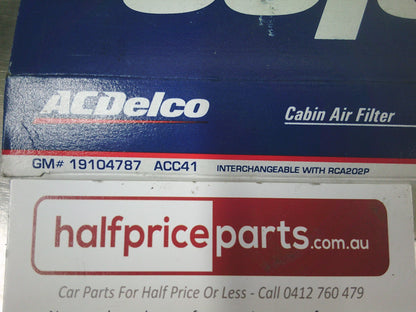 ACDelco
Cabin Air Filter
GM# 19104787 ACC41 INTERCHANGEABLE WITH RCA202P
halfpriceparts.com.au
Car Parts For Half Price Or Less - Call 0412 760 479